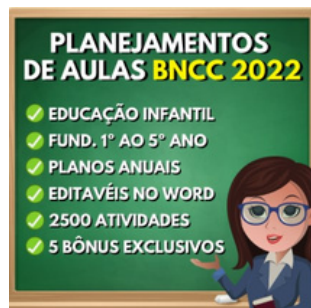 PLANEJAMENTOS
DE AULAS BNCC 2022
EDUCAÇÃO INFANTIL
FUND. 1º AO 5º ANO
PLANOS ANUAIS
EDITAVÉIS NO WORD
2500 ATIVIDADES
5 BÔNUS EXCLUSIVOS